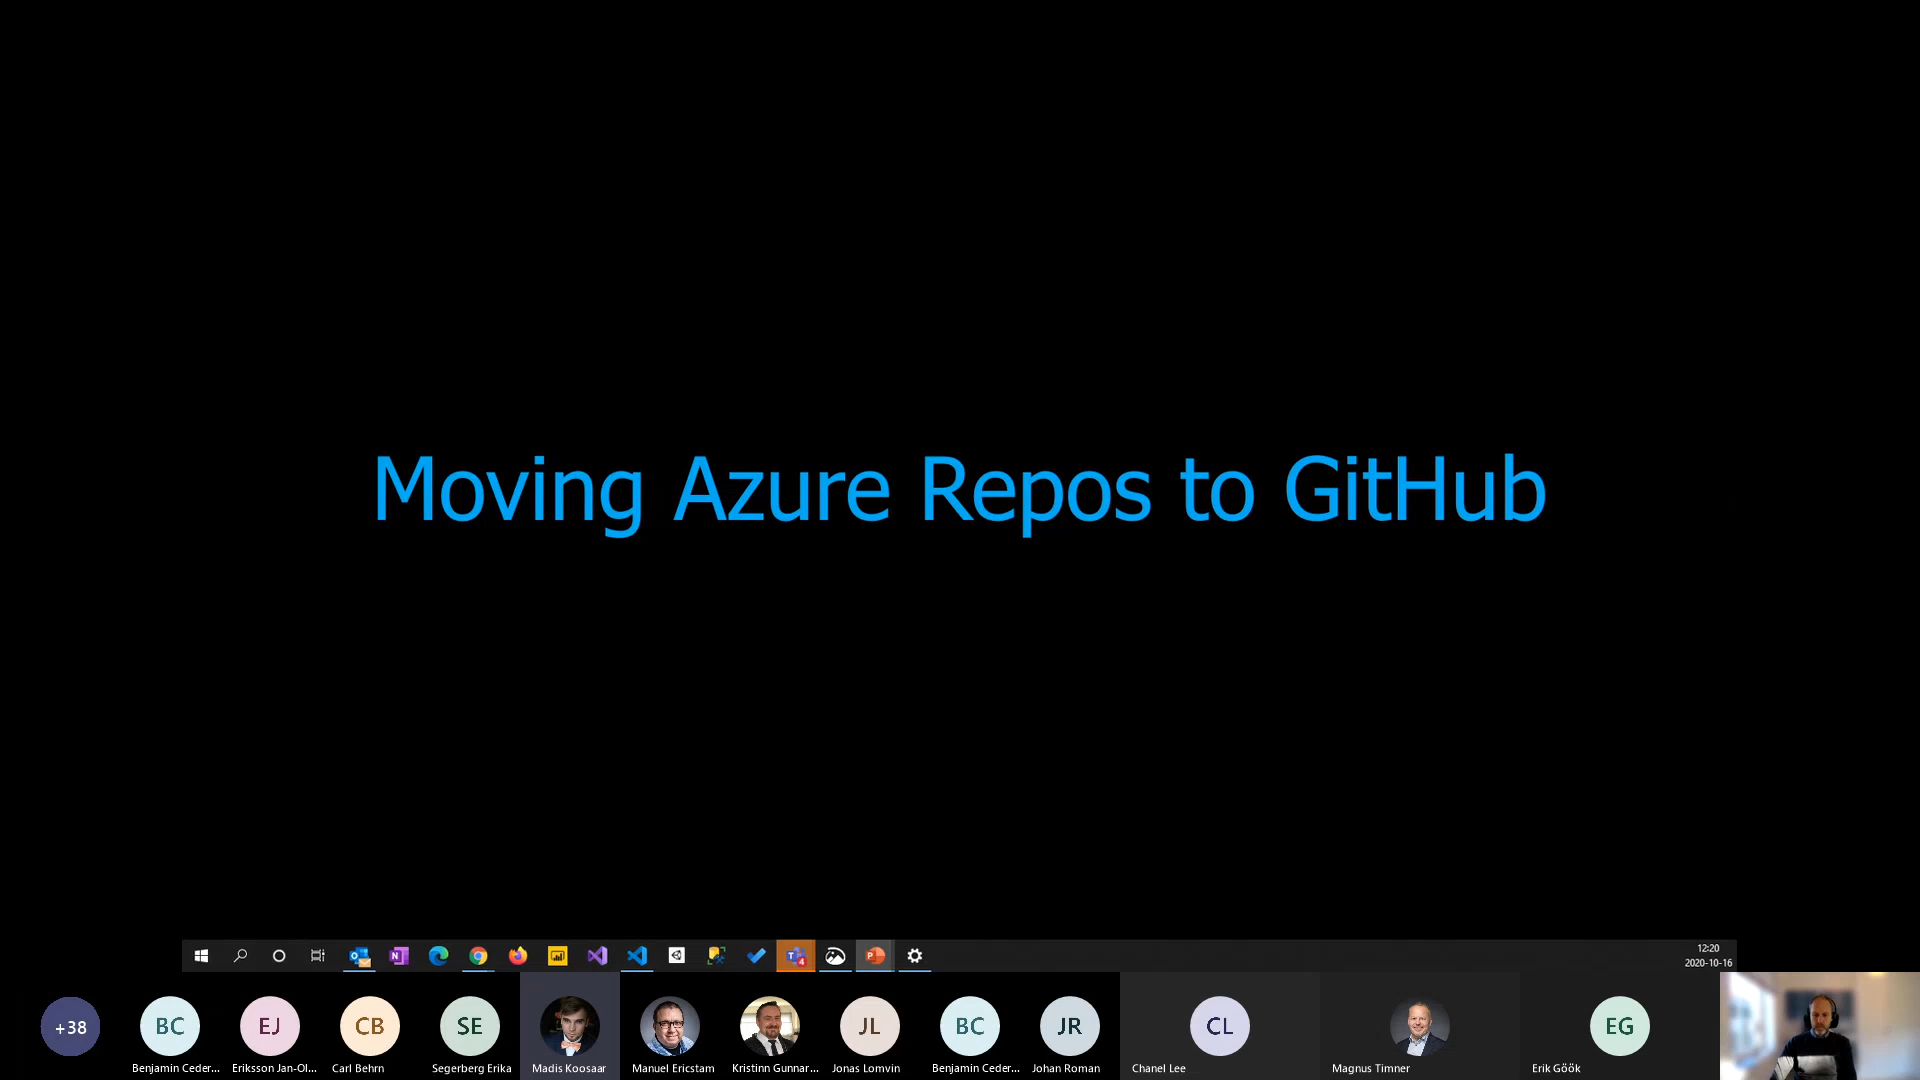 Moving Azure Repos to GitHub
12:20
2020-10-16
+38
BC
EJ
CB
SE
JL
BC
JR
CL
EG
Benjamin Ceder...
Eriksson Jan-Ol...
Carl Behrn
Segerberg Erika
Madis Koosaar
Manuel Ericstam
Kristinn Gunnar...
Jonas Lomvin
Benjamin Ceder...
Johan Roman
Chanel Lee
Magnus Timner
Erik Göök